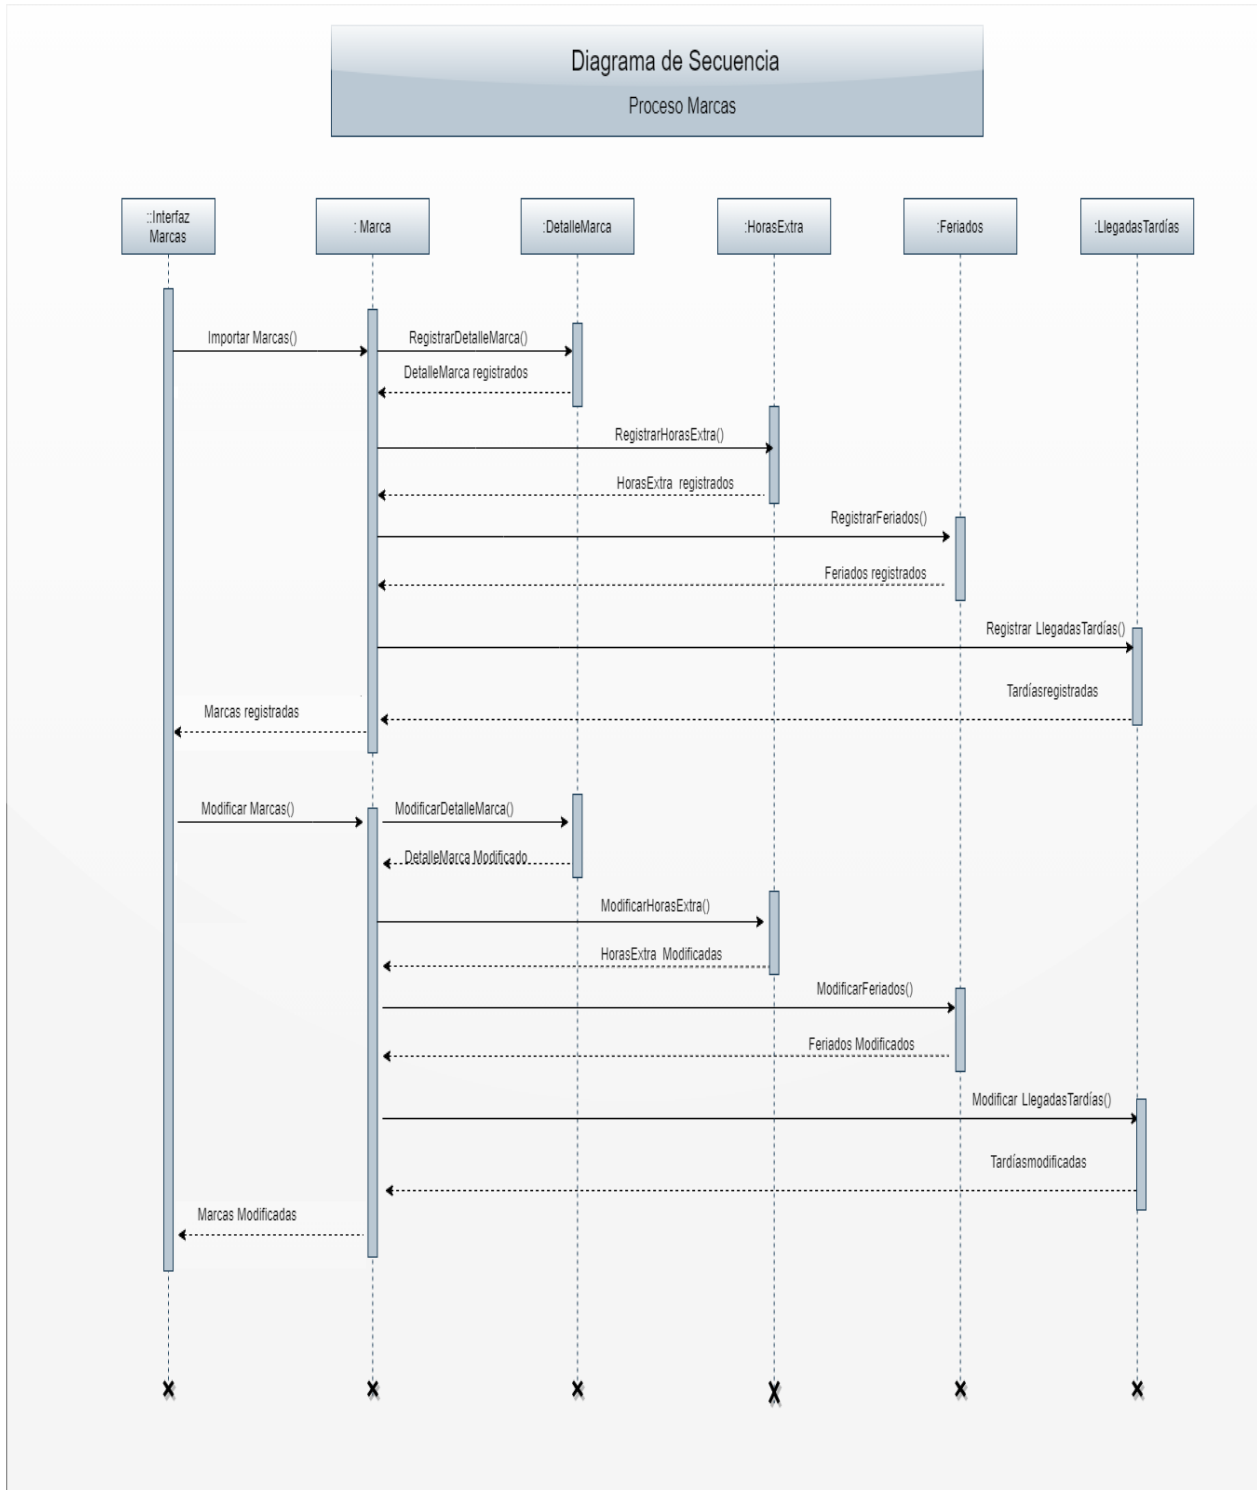 Diagrama de Secuencia
Proceso Marcas
::Interfaz
Marcas
: Marca
:DetalleMarca
:HorasExtra
:Feriados
:LlegadasTardías
Importar Marcas()
RegistrarDetalleMarca()
DetalleMarca registrados
RegistrarHorasExtra()
HorasExtra registrados
RegistrarFeriados()
Feriados registrados
Registrar LlegadasTardías()
Tardíasregistradas
Marcas registradas
Modificar Marcas()
ModificarDetalleMarca()
DetalleMarca Modificado
ModificarHorasExtra()
HorasExtra Modificadas
ModificarFeriados()
Feriados Modificados
Modificar LlegadasTardías()
Tardíasmodificadas
Marcas Modificadas